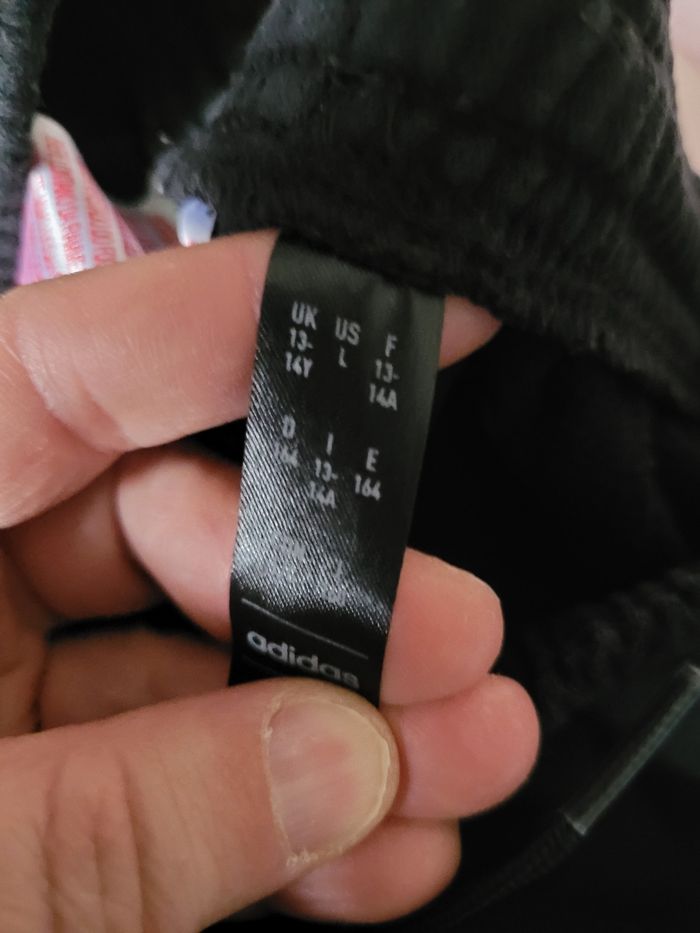 UK US F
13- L 13-
14Y 14A
D I E
164 13- 164
14A
adidas